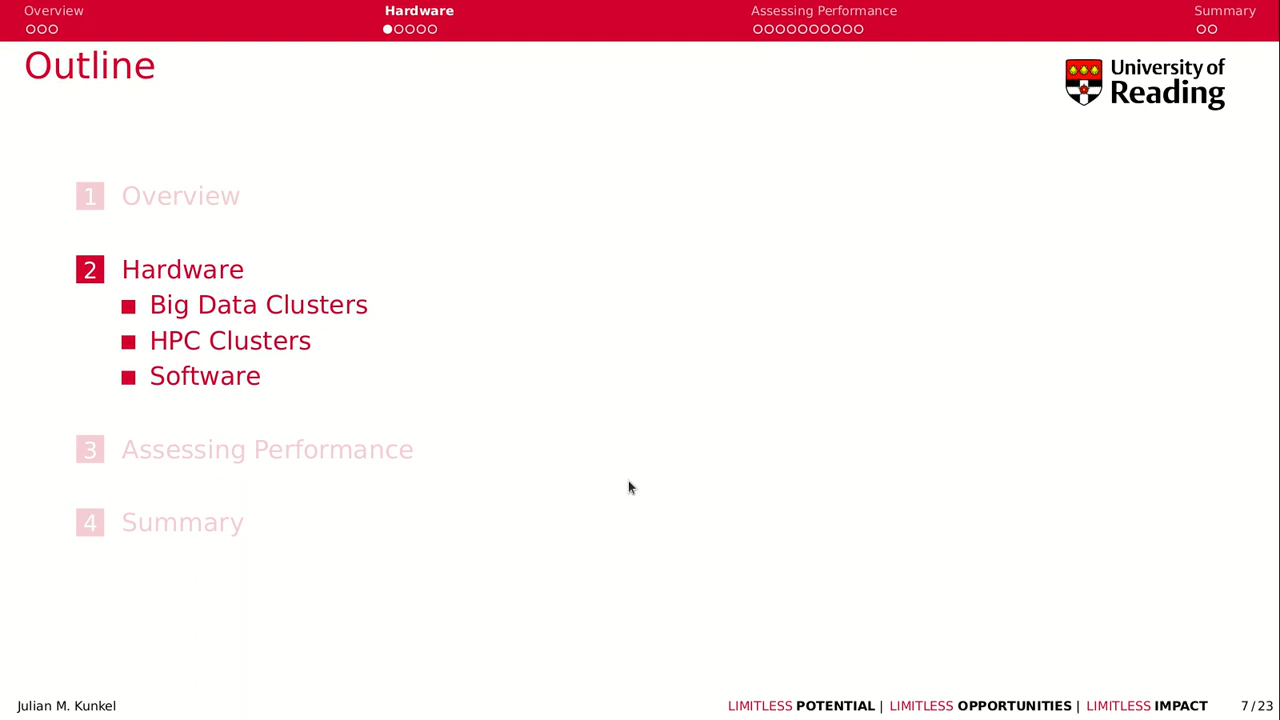 Overview Hardware Assessing Performance Summary
Outline
University of
Reading
1 Overview
2 Hardware
Big Data Clusters
HPC Clusters
Software
3 Assessing Performance
4 Summary
Julian M. Kunkel LIMITLESS POTENTIAL | LIMITLESS OPPORTUNITIES | LIMITLESS IMPACT 7/23